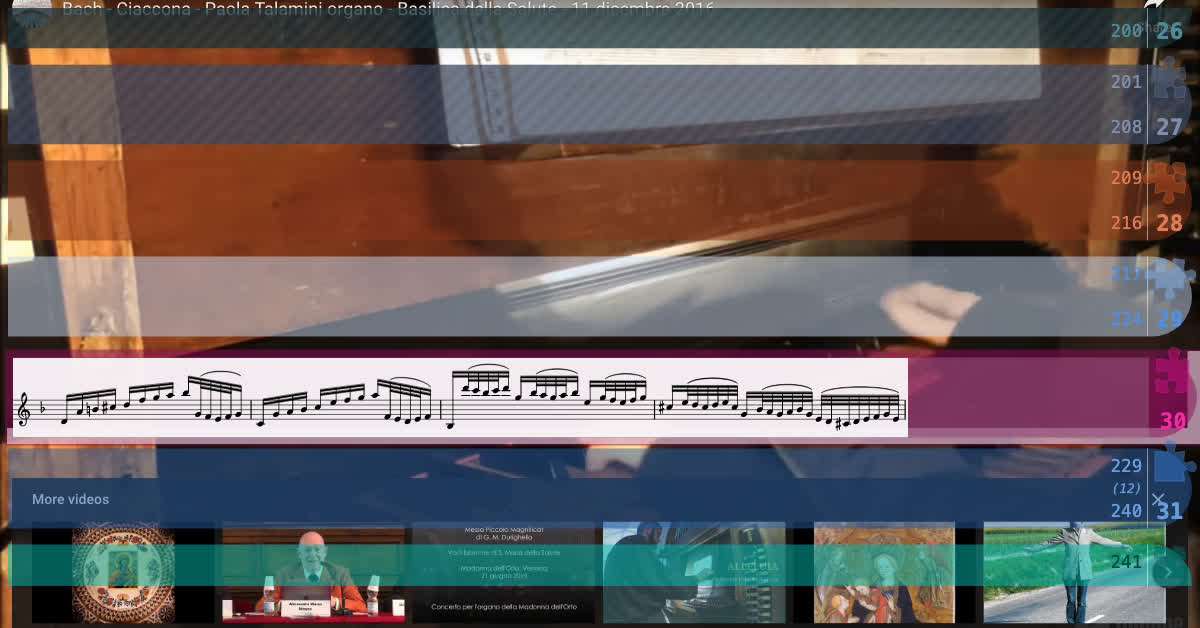 Bach - Ciaccona - Paola Talamini organo - Basilica della Salute - 11 dicembre 2016
Share
200 26
201
208 27
209
216 28
217
224 29
30
229
(12)
240 31
More videos
Messa Piccolo Magnificat
di G. M. Durighello
Madonna dell'Orto, Venezia
21 giugno 2019
Concerto per l'organo della Madonna dell'Orto
ALLELUIA
241